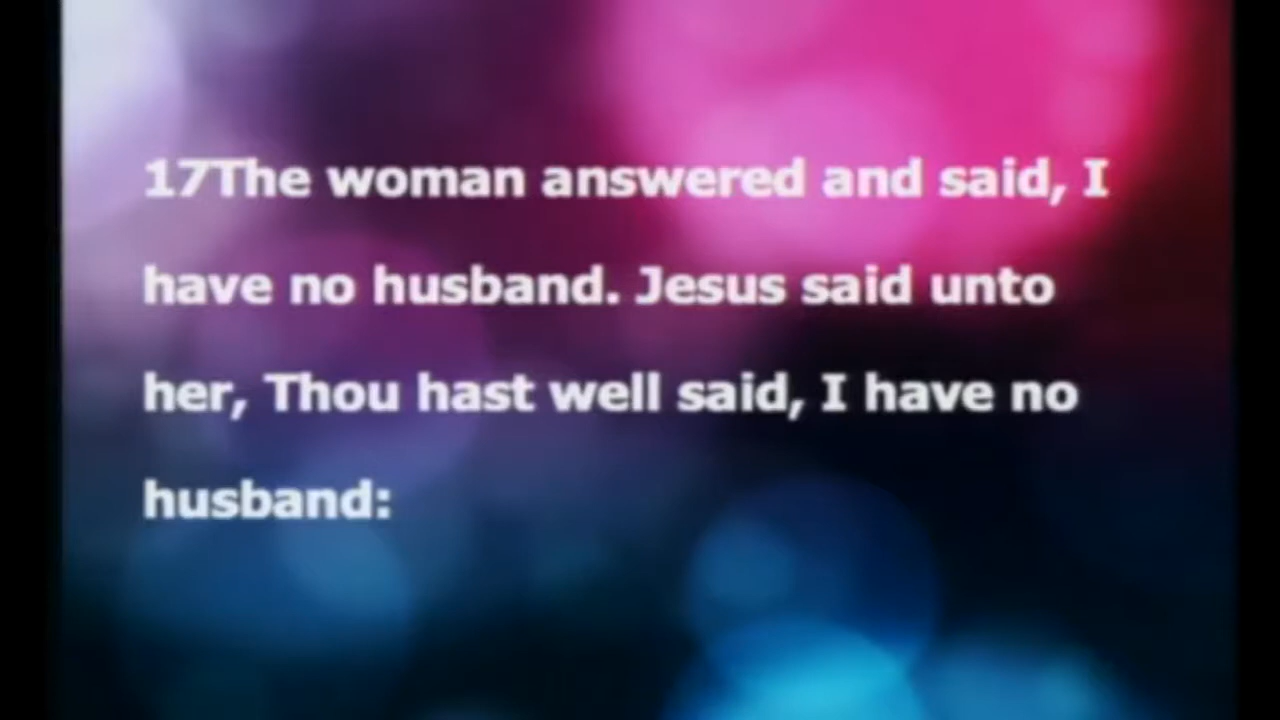 17The woman answered and said, I
have no husband. Jesus said unto
her, Thou hast well said, I have no
husband: